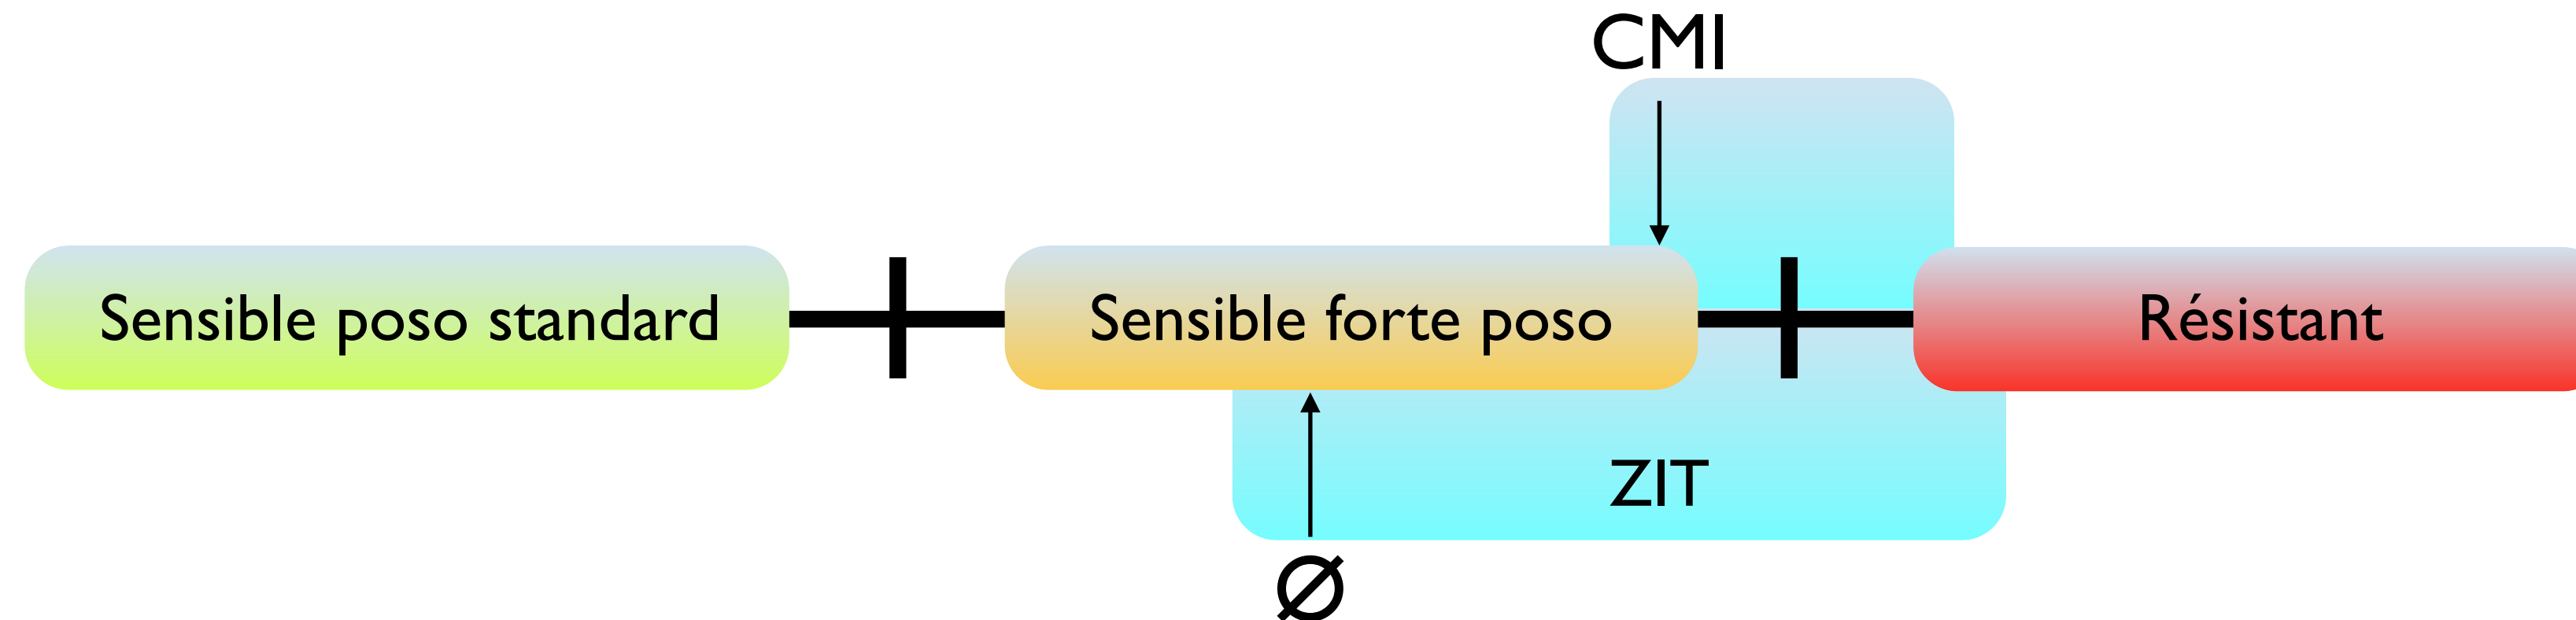 CMI
Sensible poso standard
Sensible forte poso
Résistant
ZIT
Ø